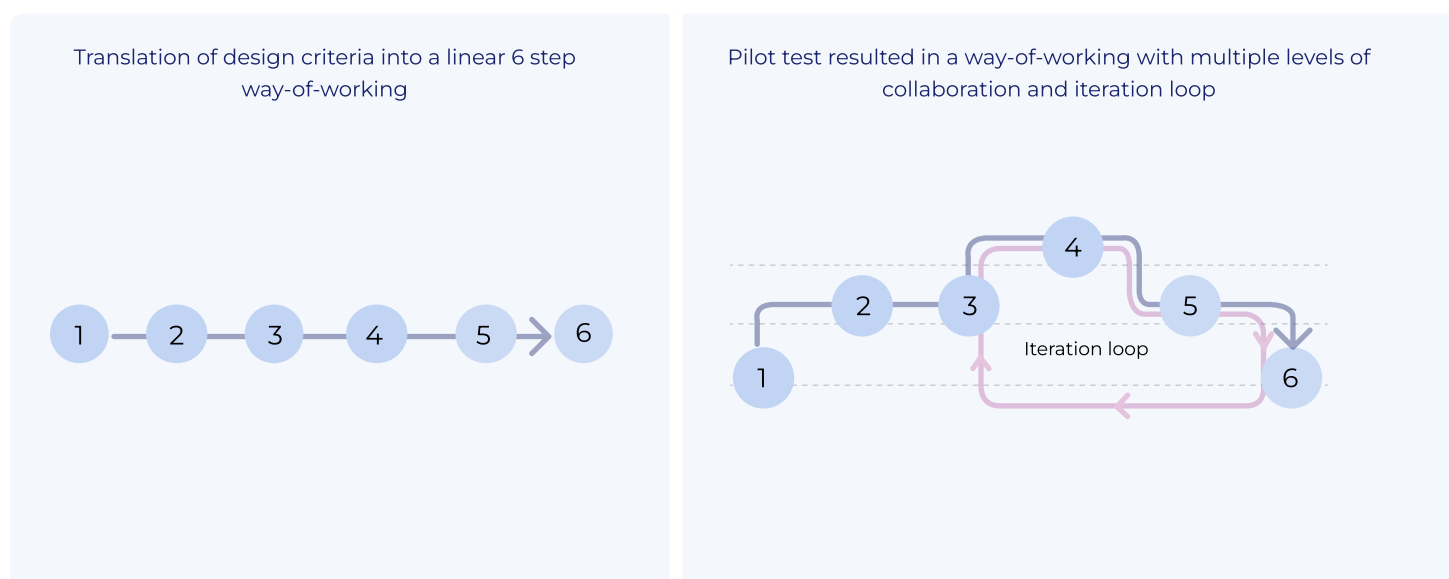 Translation of design criteria into a linear 6 step
way-of-working
1 2 3 4 5 6
Pilot test resulted in a way-of-working with multiple levels of
collaboration and iteration loop
4
2 3 5
Iteration loop
1 6